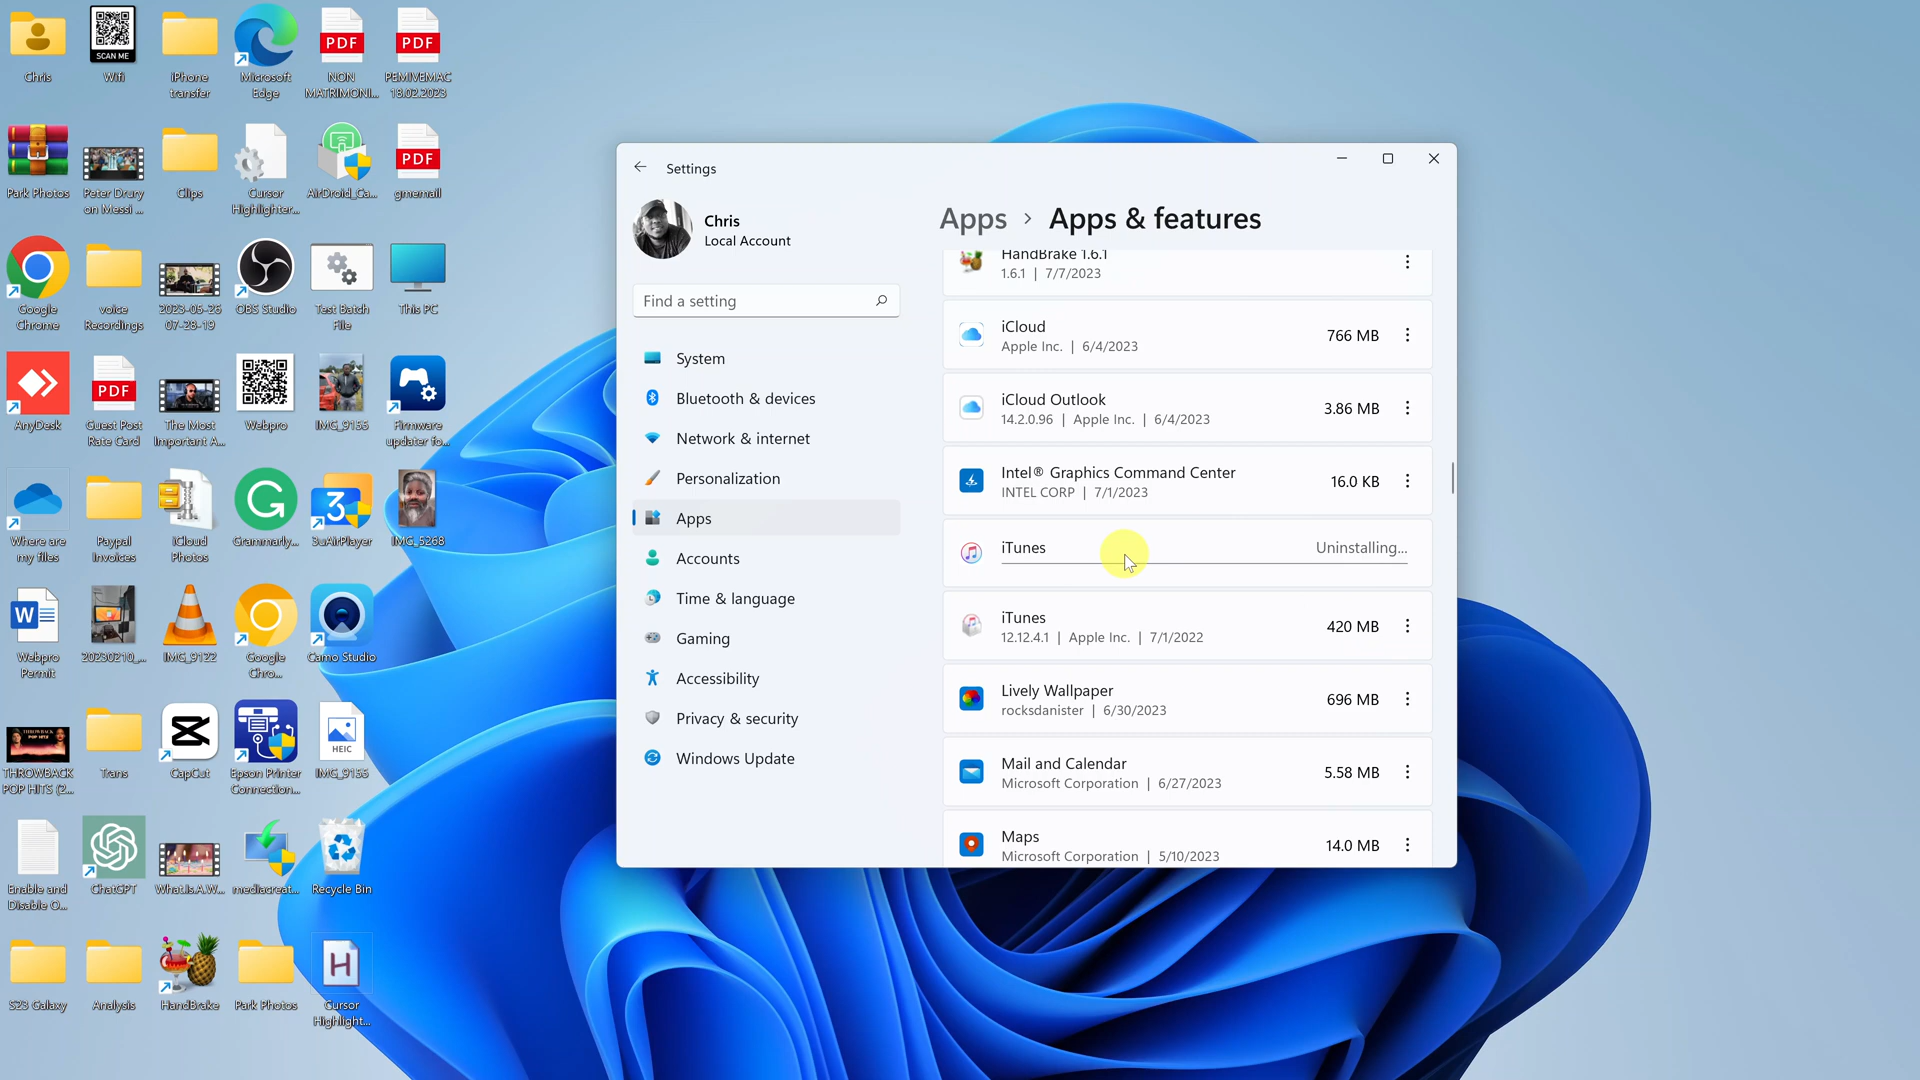 Chris
Wifi
SCAN ME
iPhone
transfer
Microsoft
Edge
PDF
NON
MATRIMONI...
PDF
PEMIVEMAC
18.02.2023
Park Photos
Peter Drury
on Messi ...
Clips
Cursor
Highlighter...
AirDroid_Ca...
PDF
gmemail
Google
Chrome
voice
Recordings
2023-05-26
07-28-19
OBS Studio
Test Batch
File
This PC
AnyDesk
PDF
Guest Post
Rate Card
The Most
Important A...
Webpro
IMG_9155
Firmware
updater fo...
Where are
my files
Paypal
Invoices
iCloud
Photos
Grammarly...
3uAirPlayer
IMG_5268
Webpro
Permit
20230210_...
IMG_9122
Google
Chro...
Camo Studio
THROWBACK
POP HITS (2...
Trans
CapCut
Epson Printer
Connection...
HEIC
IMG_9155
Enable and
Disable O...
ChatGPT
What.Is.A.W...
mediacreat...
Recycle Bin
S23 Galaxy
Analysis
HandBrake
Park Photos
H
Cursor
Highlight...
Settings
Chris
Local Account
Find a setting
System
Bluetooth & devices
Network & internet
Personalization
Apps
Accounts
Time & language
Gaming
Accessibility
Privacy & security
Windows Update
Apps › Apps & features
HandBrake 1.6.1
1.6.1 | 7/7/2023
iCloud
Apple Inc. | 6/4/2023
766 MB
iCloud Outlook
14.2.0.96 | Apple Inc. | 6/4/2023
3.86 MB
Intel® Graphics Command Center
INTEL CORP | 7/1/2023
16.0 KB
iTunes
Uninstalling...
iTunes
12.12.4.1 | Apple Inc. | 7/1/2022
420 MB
Lively Wallpaper
rocksdanister | 6/30/2023
696 MB
Mail and Calendar
Microsoft Corporation | 6/27/2023
5.58 MB
Maps
Microsoft Corporation | 5/10/2023
14.0 MB